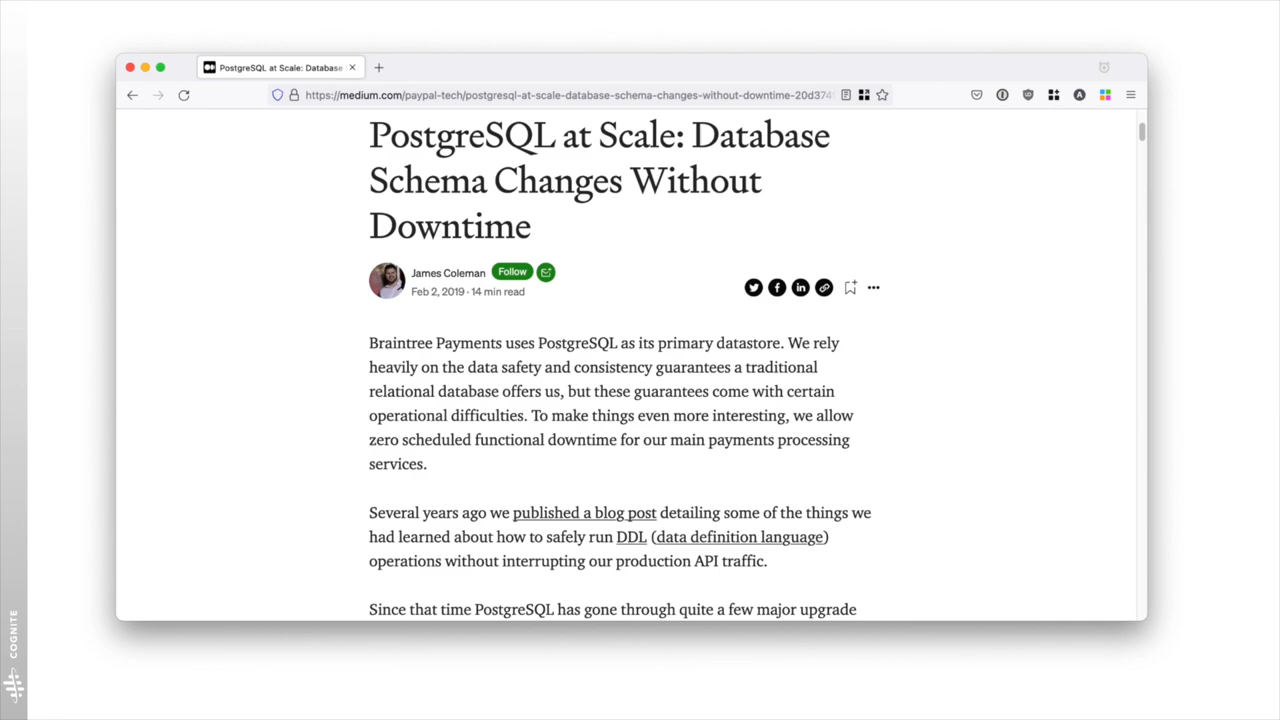 PostgreSQL at Scale: Database
https://medium.com/paypal-tech/postgresql-at-scale-database-schema-changes-without-downtime-20d374
PostgreSQL at Scale: Database
Schema Changes Without
Downtime
James Coleman Follow
Feb 2, 2019 · 14 min read
Braintree Payments uses PostgreSQL as its primary datastore. We rely
heavily on the data safety and consistency guarantees a traditional
relational database offers us, but these guarantees come with certain
operational difficulties. To make things even more interesting, we allow
zero scheduled functional downtime for our main payments processing
services.
Several years ago we published a blog post detailing some of the things we
had learned about how to safely run DDL (data definition language)
operations without interrupting our production API traffic.
Since that time PostgreSQL has gone through quite a few major upgrade
COGNITE